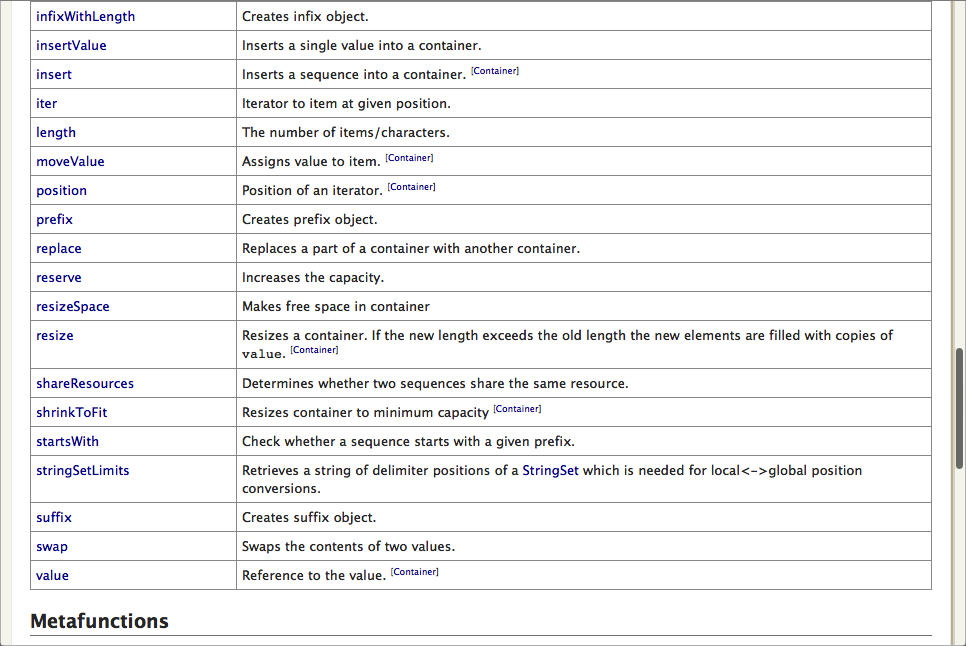 infixWithLength Creates infix object.
insertValue Inserts a single value into a container.
insert Inserts a sequence into a container. [Container]
iter Iterator to item at given position.
length The number of items/characters.
moveValue Assigns value to item. [Container]
position Position of an iterator. [Container]
prefix Creates prefix object.
replace Replaces a part of a container with another container.
reserve Increases the capacity.
resizeSpace Makes free space in container
resize Resizes a container. If the new length exceeds the old length the new elements are filled with copies of
value. [Container]
shareResources Determines whether two sequences share the same resource.
shrinkToFit Resizes container to minimum capacity [Container]
startsWith Check whether a sequence starts with a given prefix.
stringSetLimits Retrieves a string of delimiter positions of a StringSet which is needed for local<->global position
conversions.
suffix Creates suffix object.
swap Swaps the contents of two values.
value Reference to the value. [Container]
Metafunctions